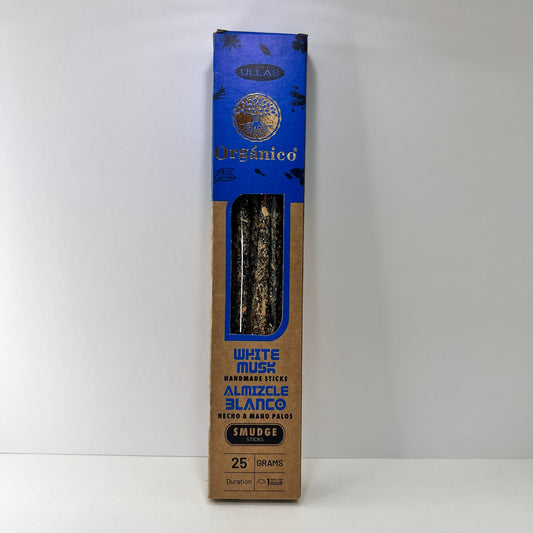 ULLAS
Orgánico®
WHITE
MUSK
HANDMADE STICKS
ALMIZCLE
BLANCO
HECHO A MANO PALOS
SMUDGE
STICKS
25 GRAMS
Duration 1 HOUR